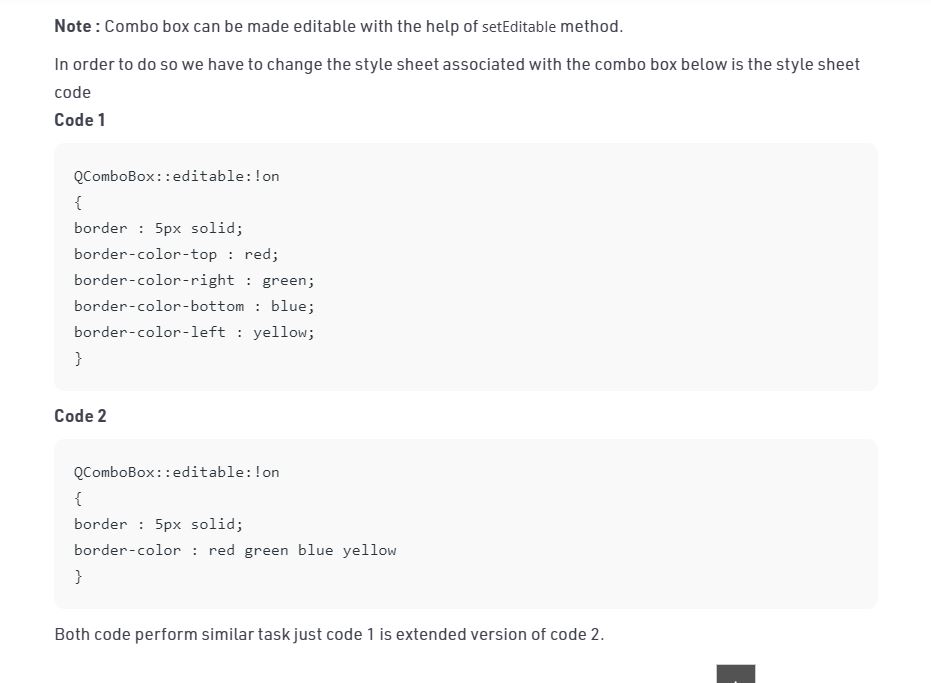 Note : Combo box can be made editable with the help of setEditable method.
In order to do so we have to change the style sheet associated with the combo box below is the style sheet
code
Code 1
QComboBox::editable:!on
{
border : 5px solid;
border-color-top : red;
border-color-right : green;
border-color-bottom : blue;
border-color-left : yellow;
}
Code 2
QComboBox::editable:!on
{
border : 5px solid;
border-color : red green blue yellow
}
Both code perform similar task just code 1 is extended version of code 2.